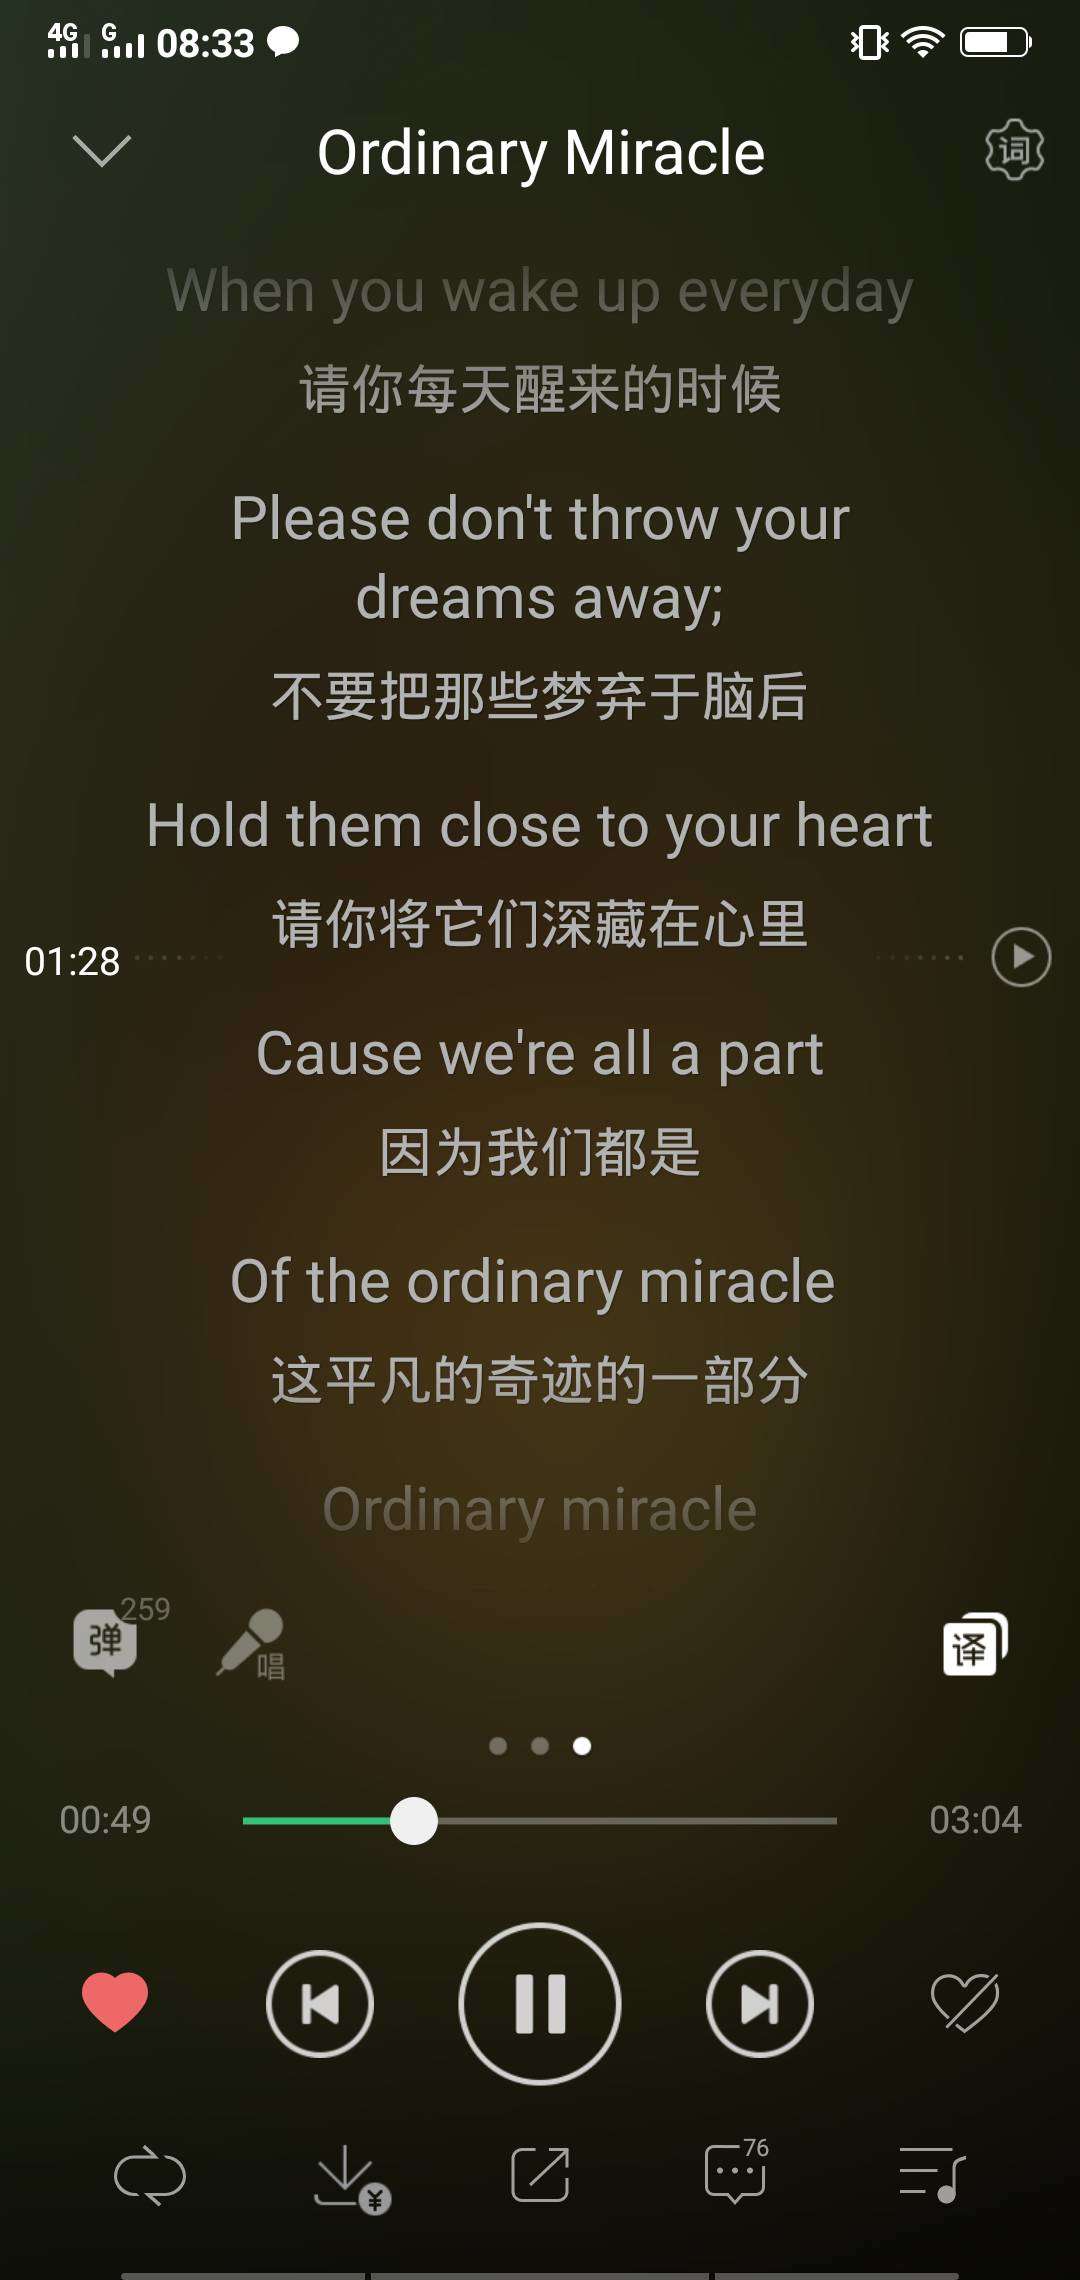 4G G 08:33
Ordinary Miracle
词
When you wake up everyday
请你每天醒来的时候
Please don't throw your
dreams away;
不要把那些梦弃于脑后
Hold them close to your heart
请你将它们深藏在心里
01:28
Cause we're all a part
因为我们都是
Of the ordinary miracle
这平凡的奇迹的一部分
Ordinary miracle
弹 259
唱
译
00:49
03:04
¥
76